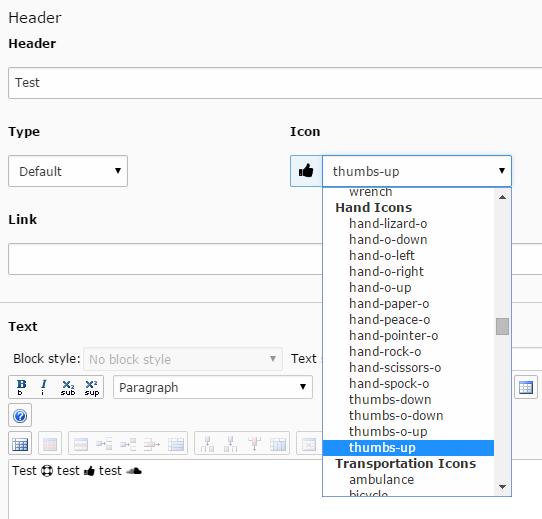 Header
Header
Test
Type
Icon
Default
thumbs-up
wrench
Hand Icons
hand-lizard-o
hand-o-down
hand-o-left
hand-o-right
hand-o-up
hand-paper-o
hand-peace-o
hand-pointer-o
hand-rock-o
hand-scissors-o
hand-spock-o
thumbs-down
thumbs-o-down
thumbs-o-up
thumbs-up
Transportation Icons
ambulance
bicycle
Link
Text
Block style: No block style Text
B b I i X2 sub X2 sup Paragraph
Test test test